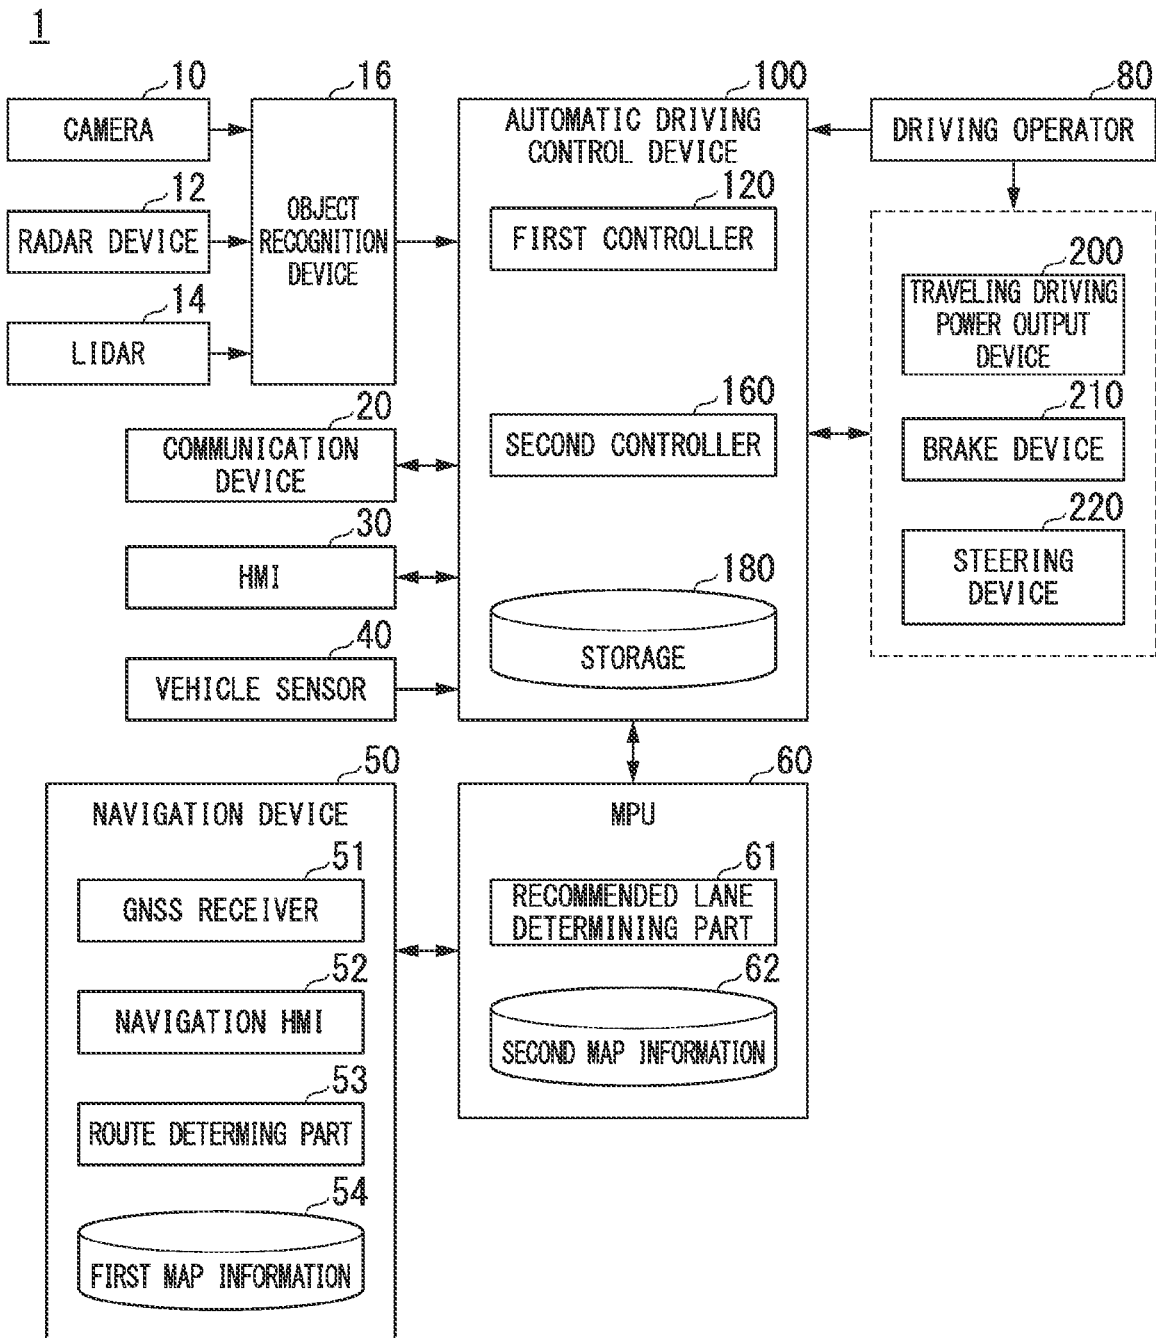 1
10
CAMERA
12
RADAR DEVICE
14
LIDAR
16
OBJECT
RECOGNITION
DEVICE
20
COMMUNICATION
DEVICE
30
HMI
40
VEHICLE SENSOR
100
AUTOMATIC DRIVING
CONTROL DEVICE
120
FIRST CONTROLLER
160
SECOND CONTROLLER
180
STORAGE
80
DRIVING OPERATOR
200
TRAVELING DRIVING
POWER OUTPUT
DEVICE
210
BRAKE DEVICE
220
STEERING
DEVICE
50
NAVIGATION DEVICE
51
GNSS RECEIVER
52
NAVIGATION HMI
53
ROUTE DETERMING PART
54
FIRST MAP INFORMATION
60
MPU
61
RECOMMENDED LANE
DETERMINING PART
62
SECOND MAP INFORMATION